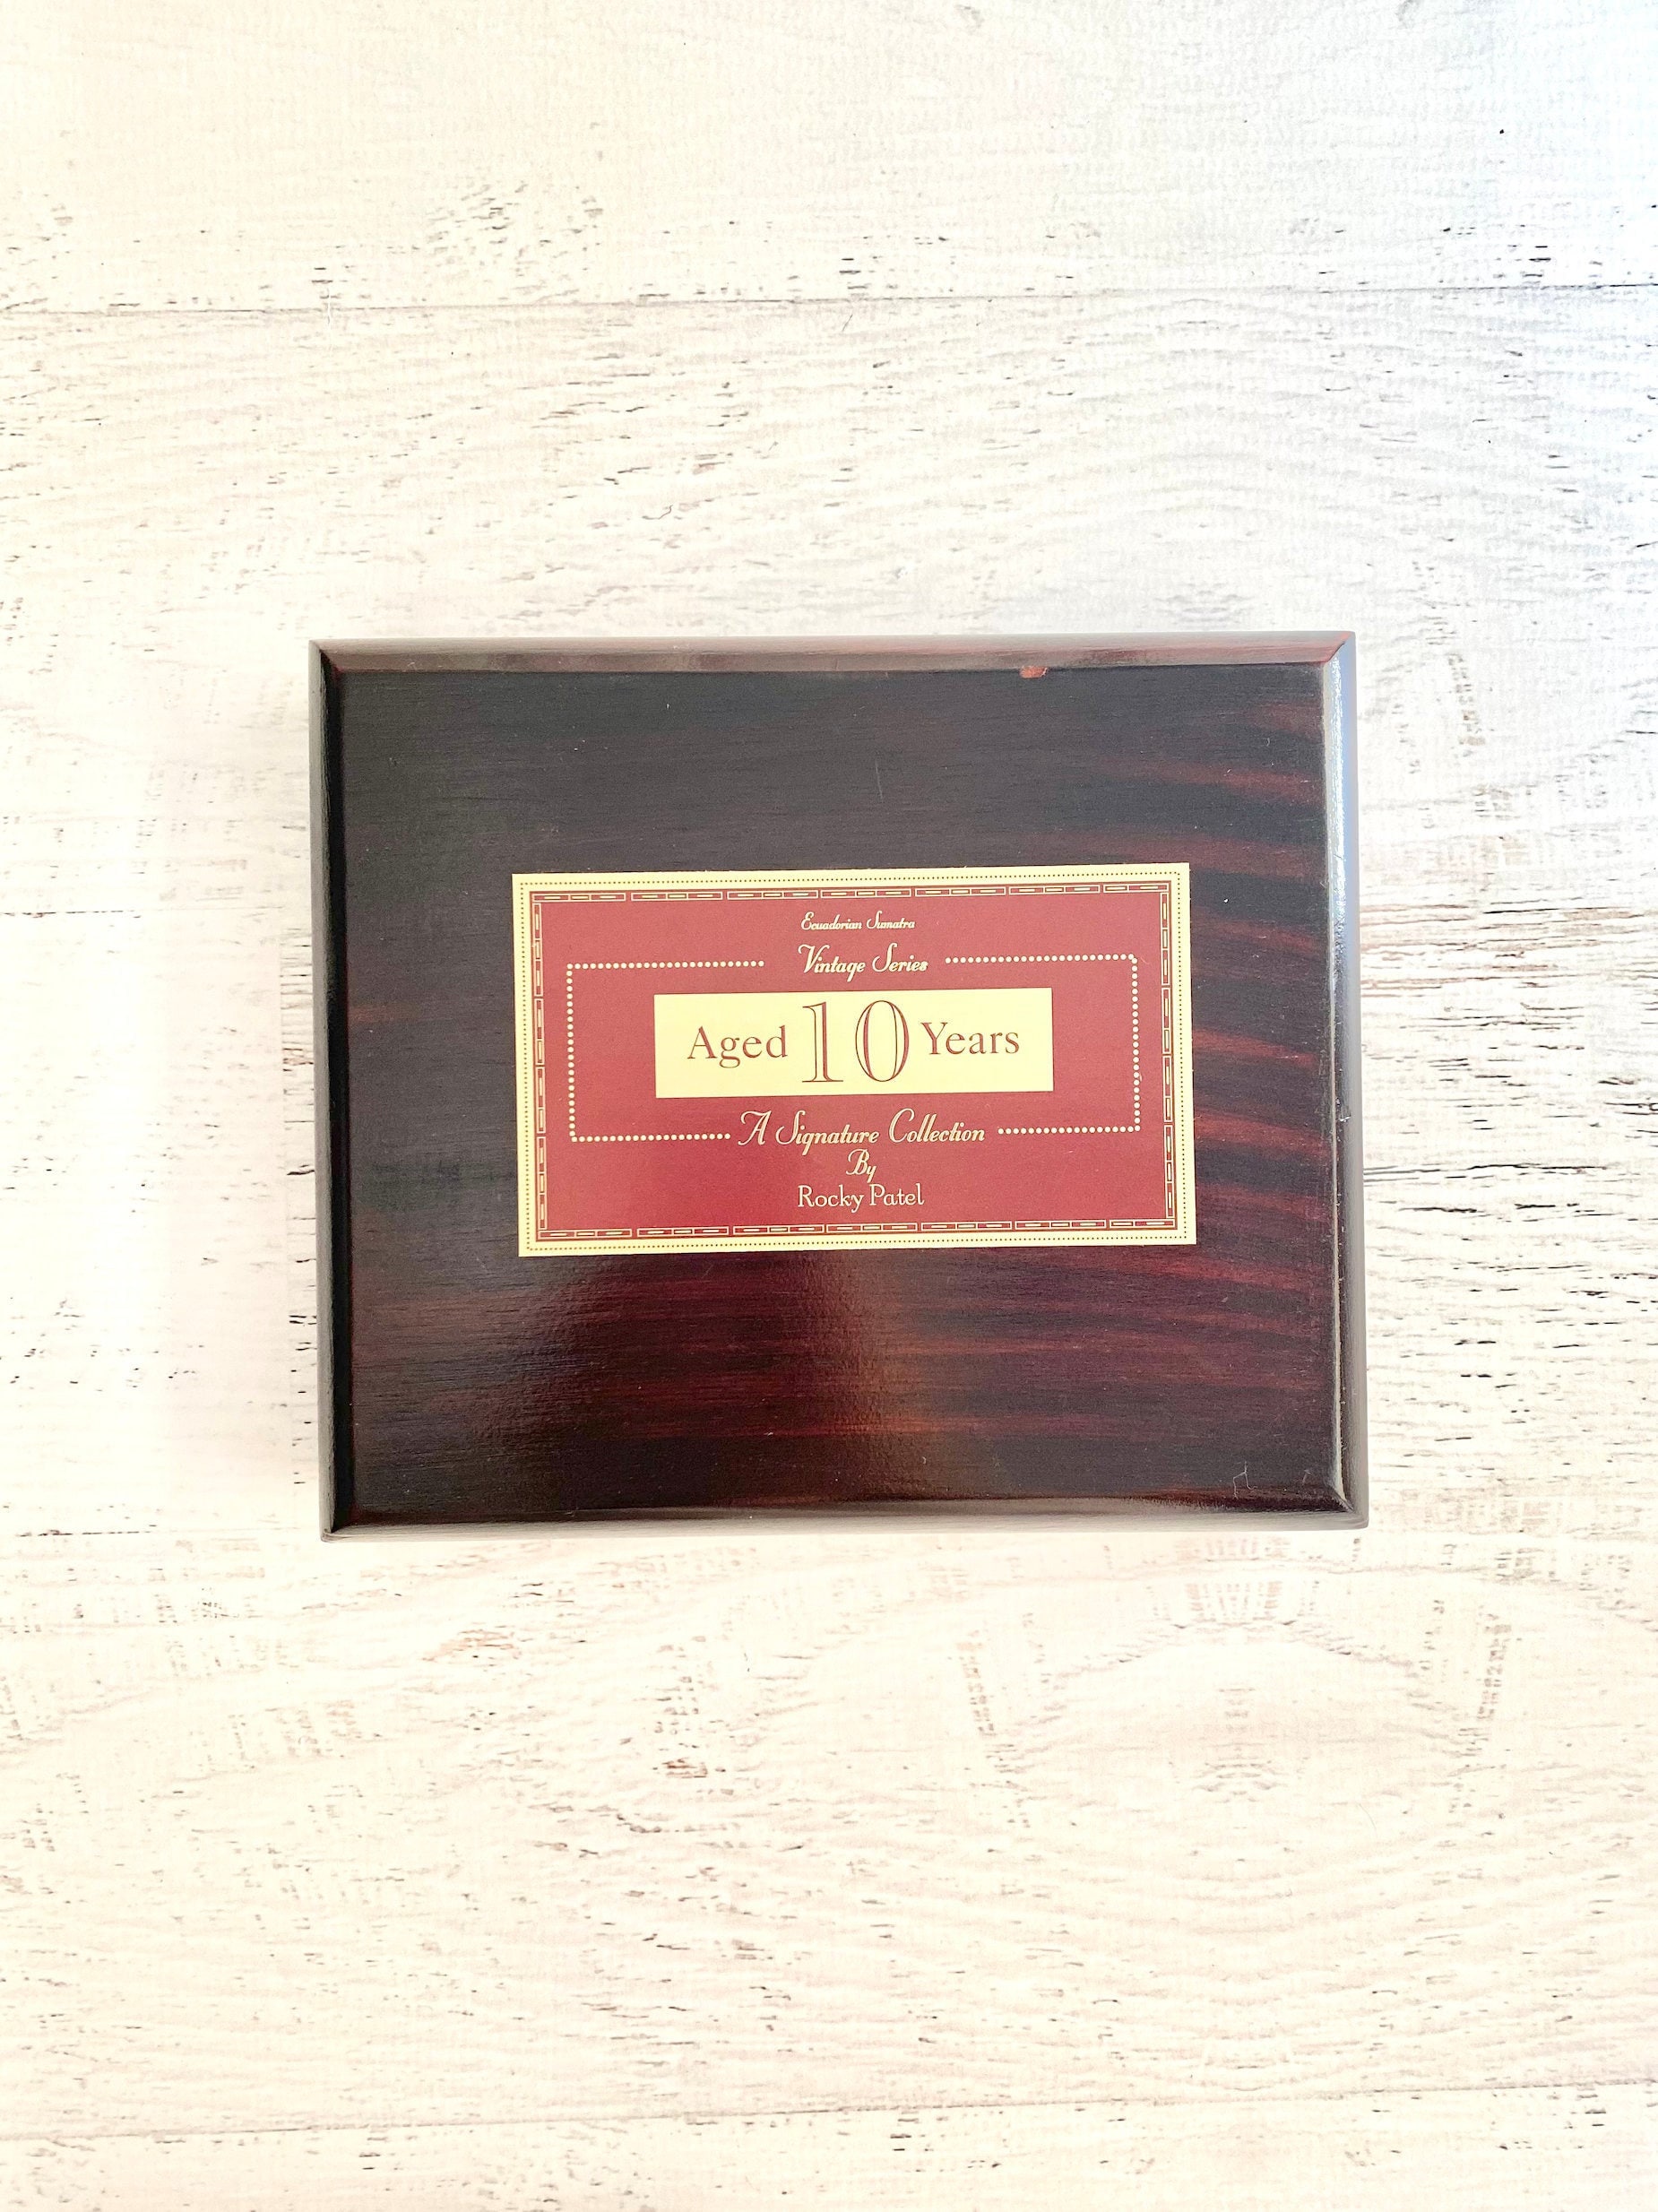 Ecuadorian Sumatra
Vintage Series
Aged 10 Years
A Signature Collection
By
Rocky Patel